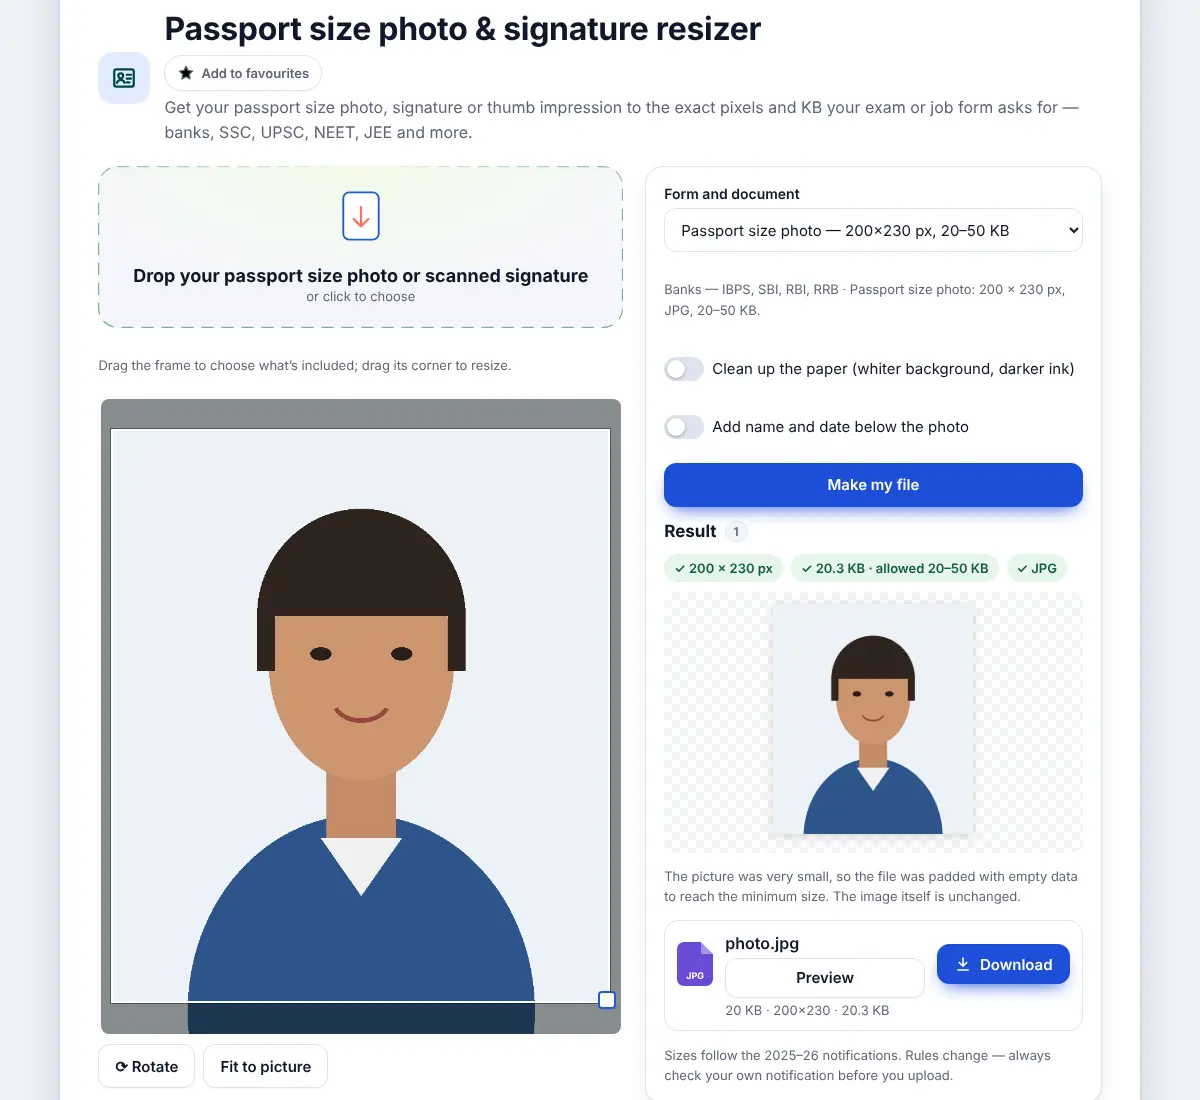 Passport size photo & signature resizer
★ Add to favourites
Get your passport size photo, signature or thumb impression to the exact pixels and KB your exam or job form asks for —
banks, SSC, UPSC, NEET, JEE and more.
Drop your passport size photo or scanned signature
or click to choose
Drag the frame to choose what’s included; drag its corner to resize.
⟳ Rotate
Fit to picture
Form and document
Passport size photo — 200×230 px, 20–50 KB
Banks — IBPS, SBI, RBI, RRB · Passport size photo: 200 × 230 px,
JPG, 20–50 KB.
Clean up the paper (whiter background, darker ink)
Add name and date below the photo
Make my file
Result 1
✓ 200 × 230 px ✓ 20.3 KB · allowed 20–50 KB ✓ JPG
The picture was very small, so the file was padded with empty data
to reach the minimum size. The image itself is unchanged.
JPG
photo.jpg
Preview
20 KB · 200×230 · 20.3 KB
Download
Sizes follow the 2025–26 notifications. Rules change — always
check your own notification before you upload.